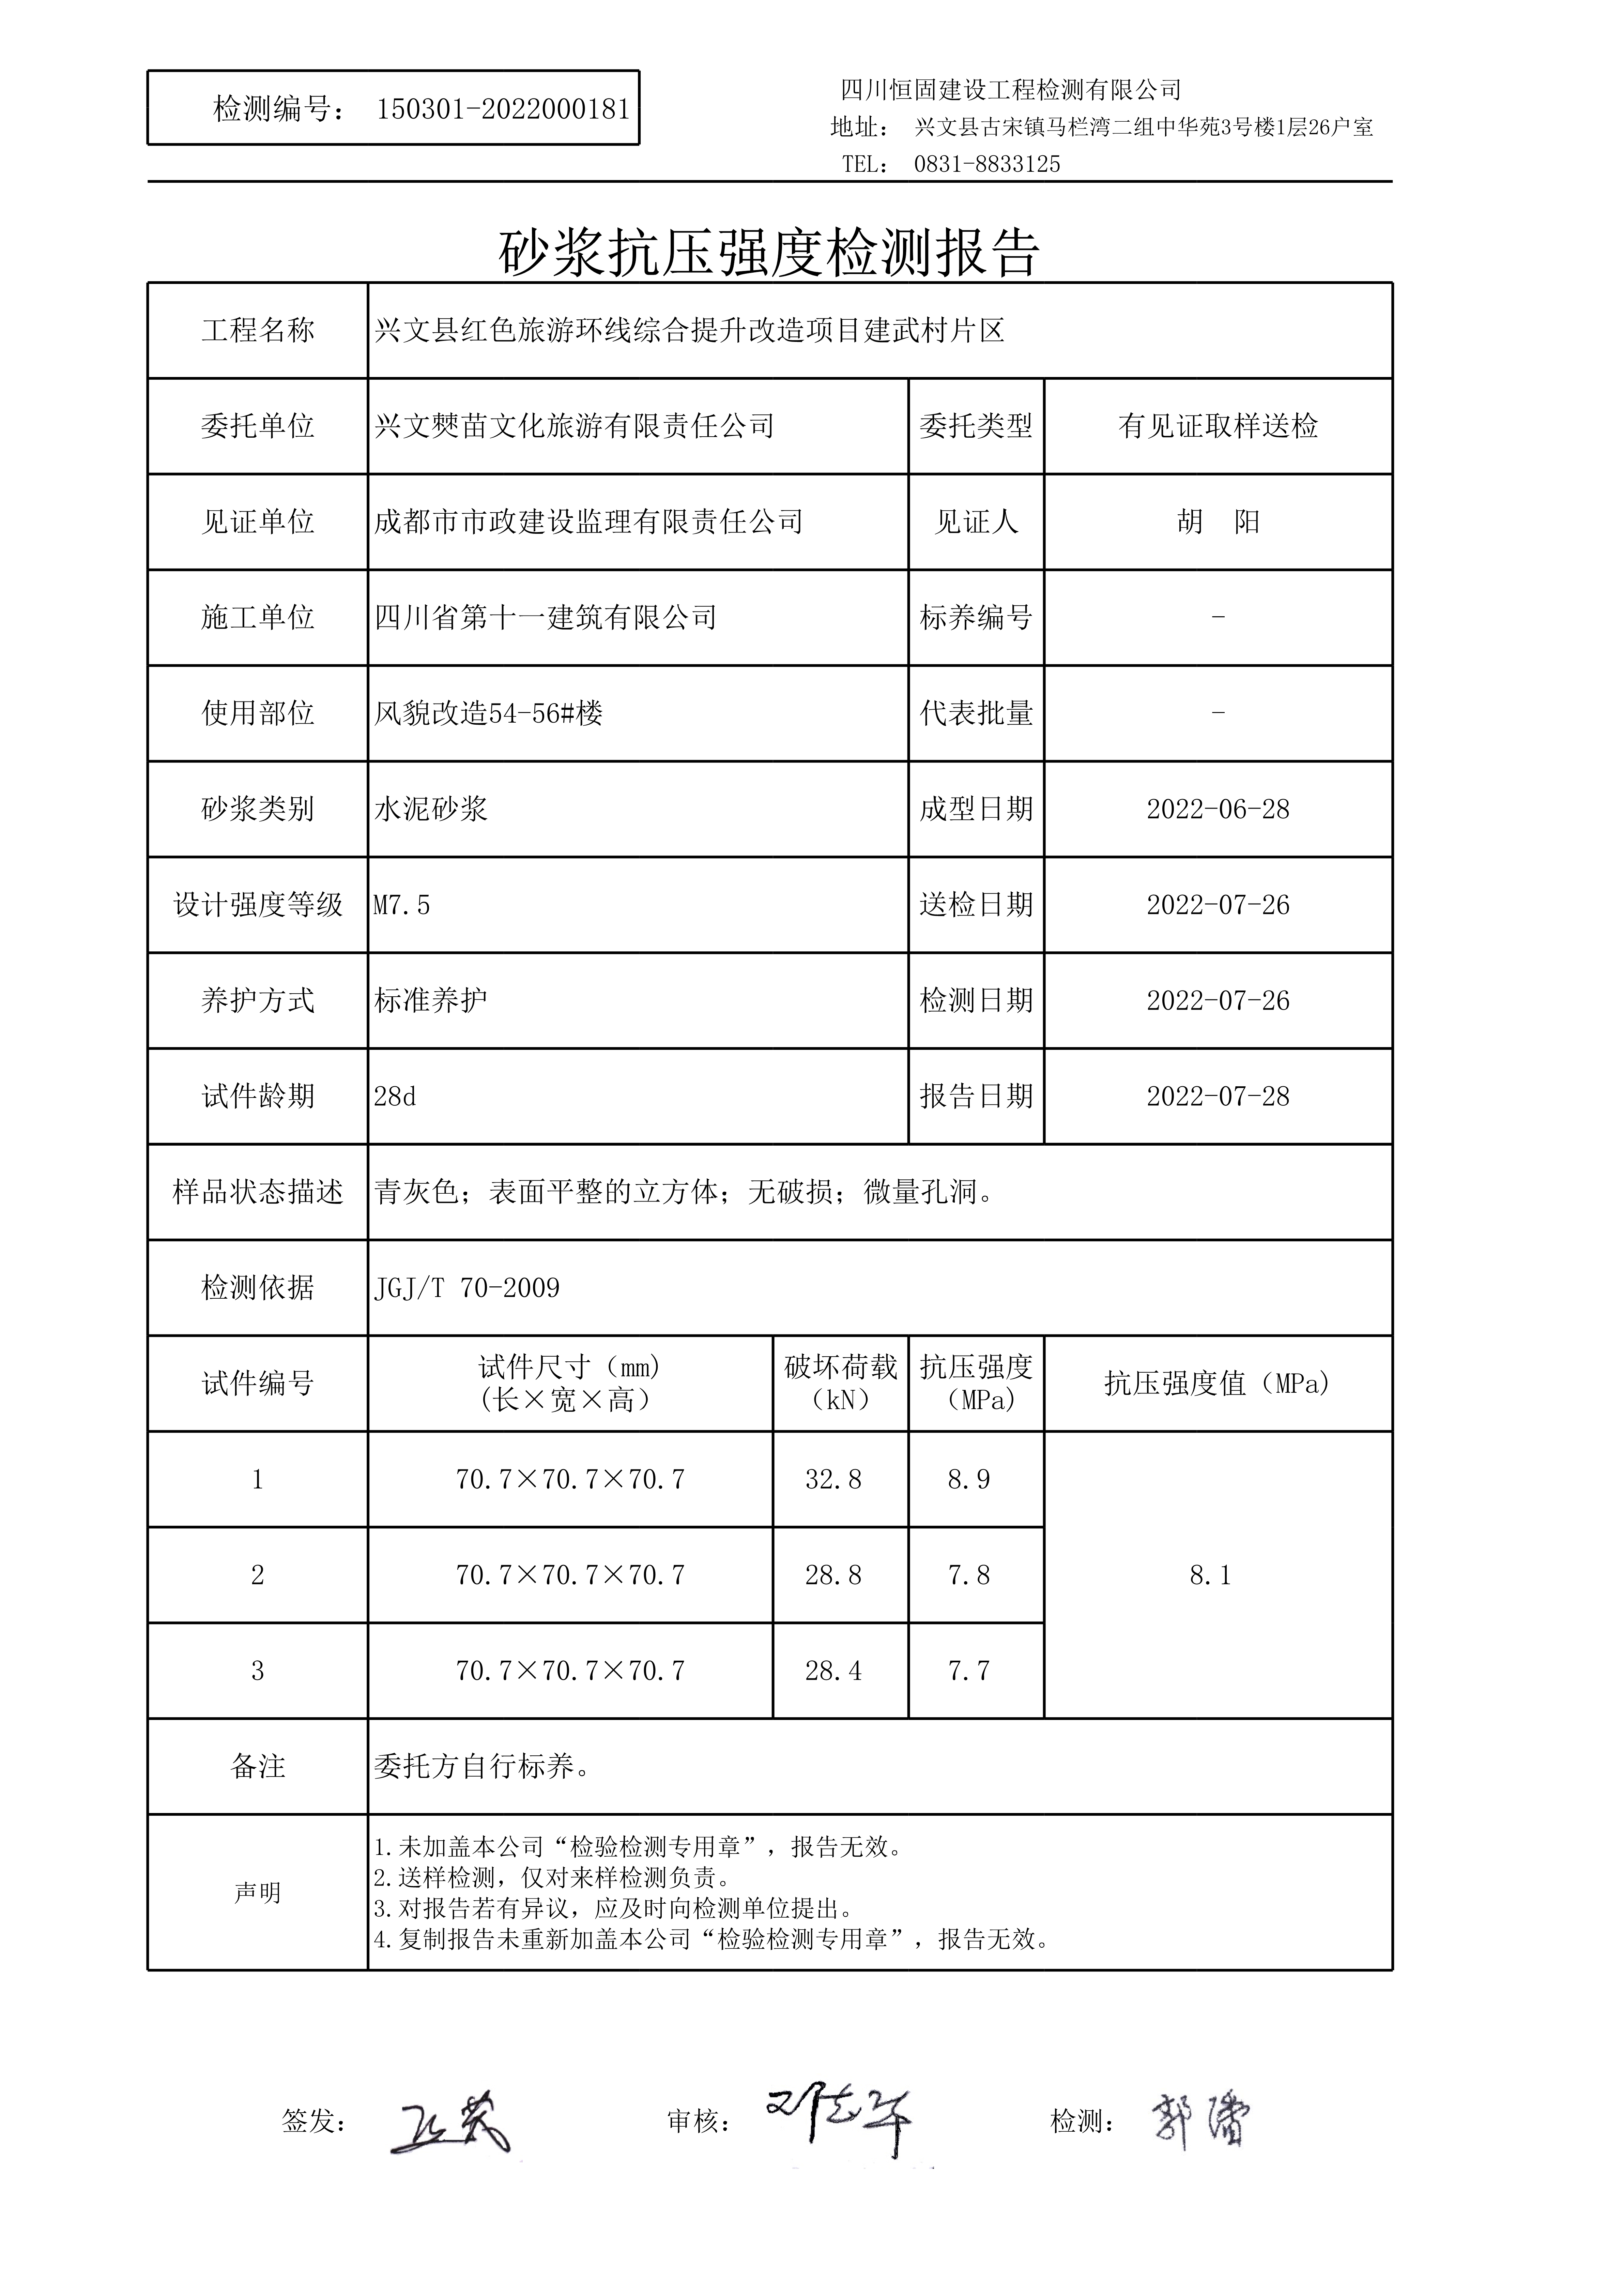 检测编号： 150301-2022000181
四川恒固建设工程检测有限公司
地址： 兴文县古宋镇马栏湾二组中华苑3号楼1层26户室
TEL： 0831-8833125
砂浆抗压强度检测报告
工程名称 兴文县红色旅游环线综合提升改造项目建武村片区
委托单位 兴文僰苗文化旅游有限责任公司 委托类型 有见证取样送检
见证单位 成都市市政建设监理有限责任公司 见证人 胡 阳
施工单位 四川省第十一建筑有限公司 标养编号 -
使用部位 风貌改造54-56#楼 代表批量 -
砂浆类别 水泥砂浆 成型日期 2022-06-28
设计强度等级 M7.5 送检日期 2022-07-26
养护方式 标准养护 检测日期 2022-07-26
试件龄期 28d 报告日期 2022-07-28
样品状态描述 青灰色；表面平整的立方体；无破损；微量孔洞。
检测依据 JGJ/T 70-2009
试件编号 试件尺寸（mm) (长×宽×高） 破坏荷载（kN） 抗压强度（MPa) 抗压强度值（MPa)
1 70.7×70.7×70.7 32.8 8.9
2 70.7×70.7×70.7 28.8 7.8 8.1
3 70.7×70.7×70.7 28.4 7.7
备注 委托方自行标养。
声明
1.未加盖本公司“检验检测专用章”，报告无效。
2.送样检测，仅对来样检测负责。
3.对报告若有异议，应及时向检测单位提出。
4.复制报告未重新加盖本公司“检验检测专用章”，报告无效。
签发： 审核： 检测：